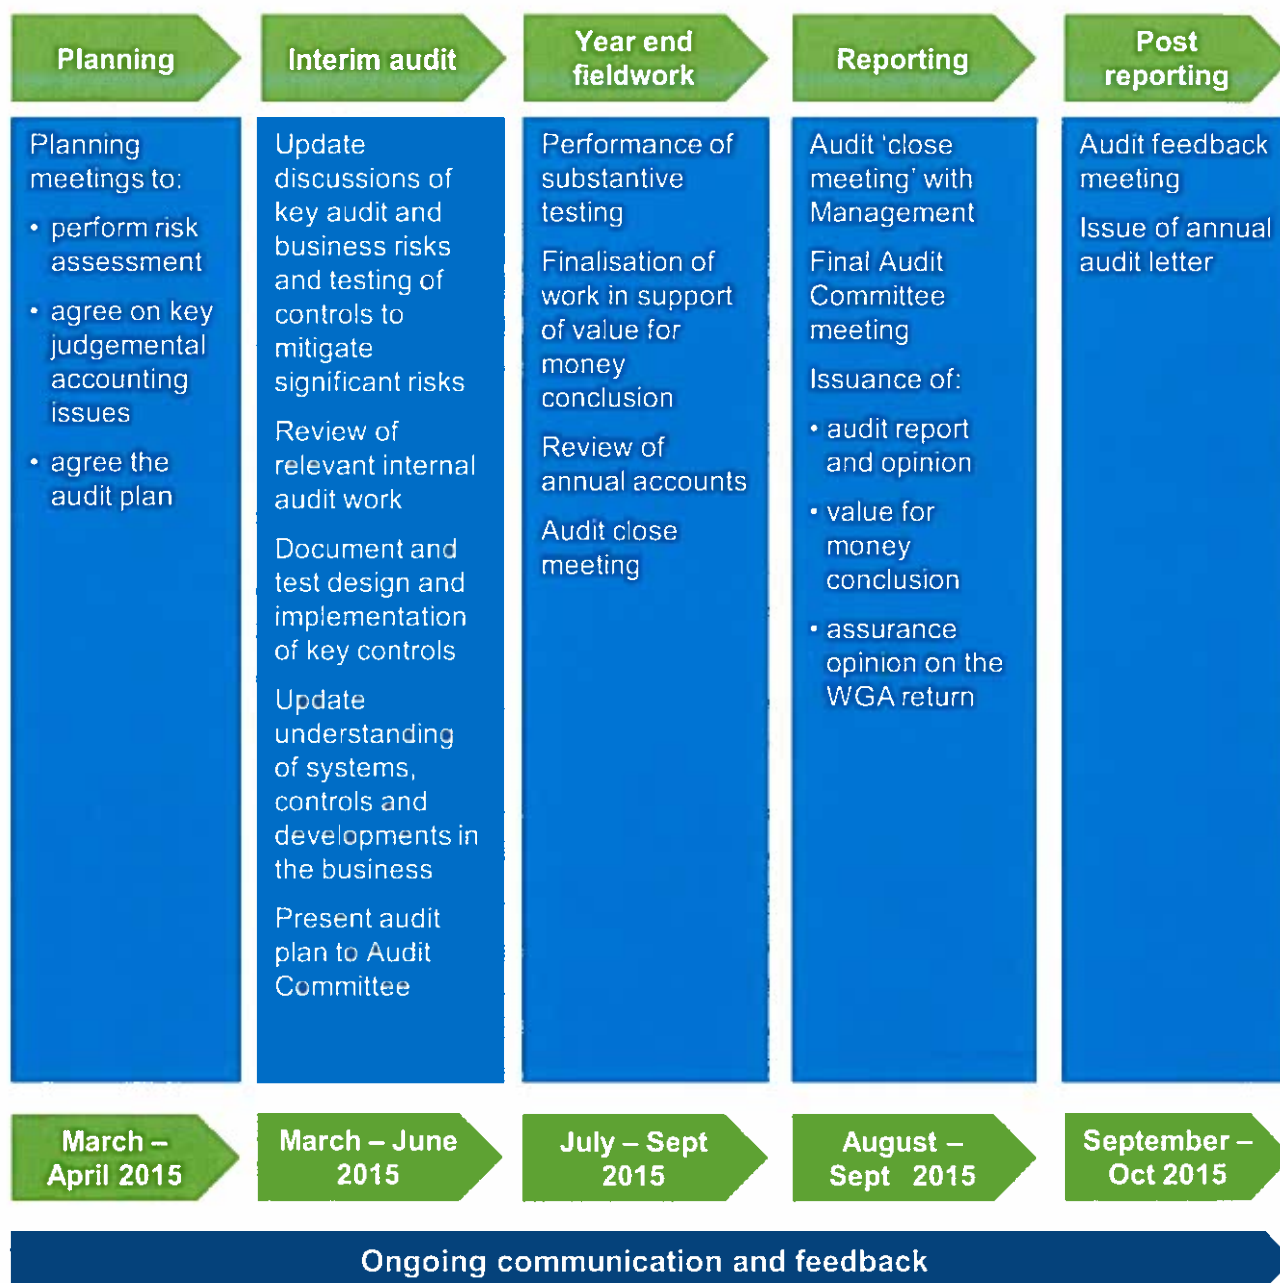 Planning
Interim audit
Year end
fieldwork
Reporting
Post
reporting
Planning
meetings to:
• perform risk
assessment
• agree on key
judgemental
accounting
issues
• agree the
audit plan
Update
discussions of
key audit and
business risks
and testing of
controls to
mitigate
significant risks
Review of
relevant internal
audit work
Document and
test design and
implementation
of key controls
Update
understanding
of systems,
controls and
developments in
the business
Present audit
plan to Audit
Committee
Performance of
substantive
testing
Finalisation of
work in support
of value for
money
conclusion
Review of
annual accounts
Audit close
meeting
Audit 'close
meeting' with
Management
Final Audit
Committee
meeting
Issuance of:
• audit report
and opinion
• value for
money
conclusion
• assurance
opinion on the
WGA return
Audit feedback
meeting
Issue of annual
audit letter
March –
April 2015
March – June
2015
July – Sept
2015
August –
Sept 2015
September –
Oct 2015
Ongoing communication and feedback